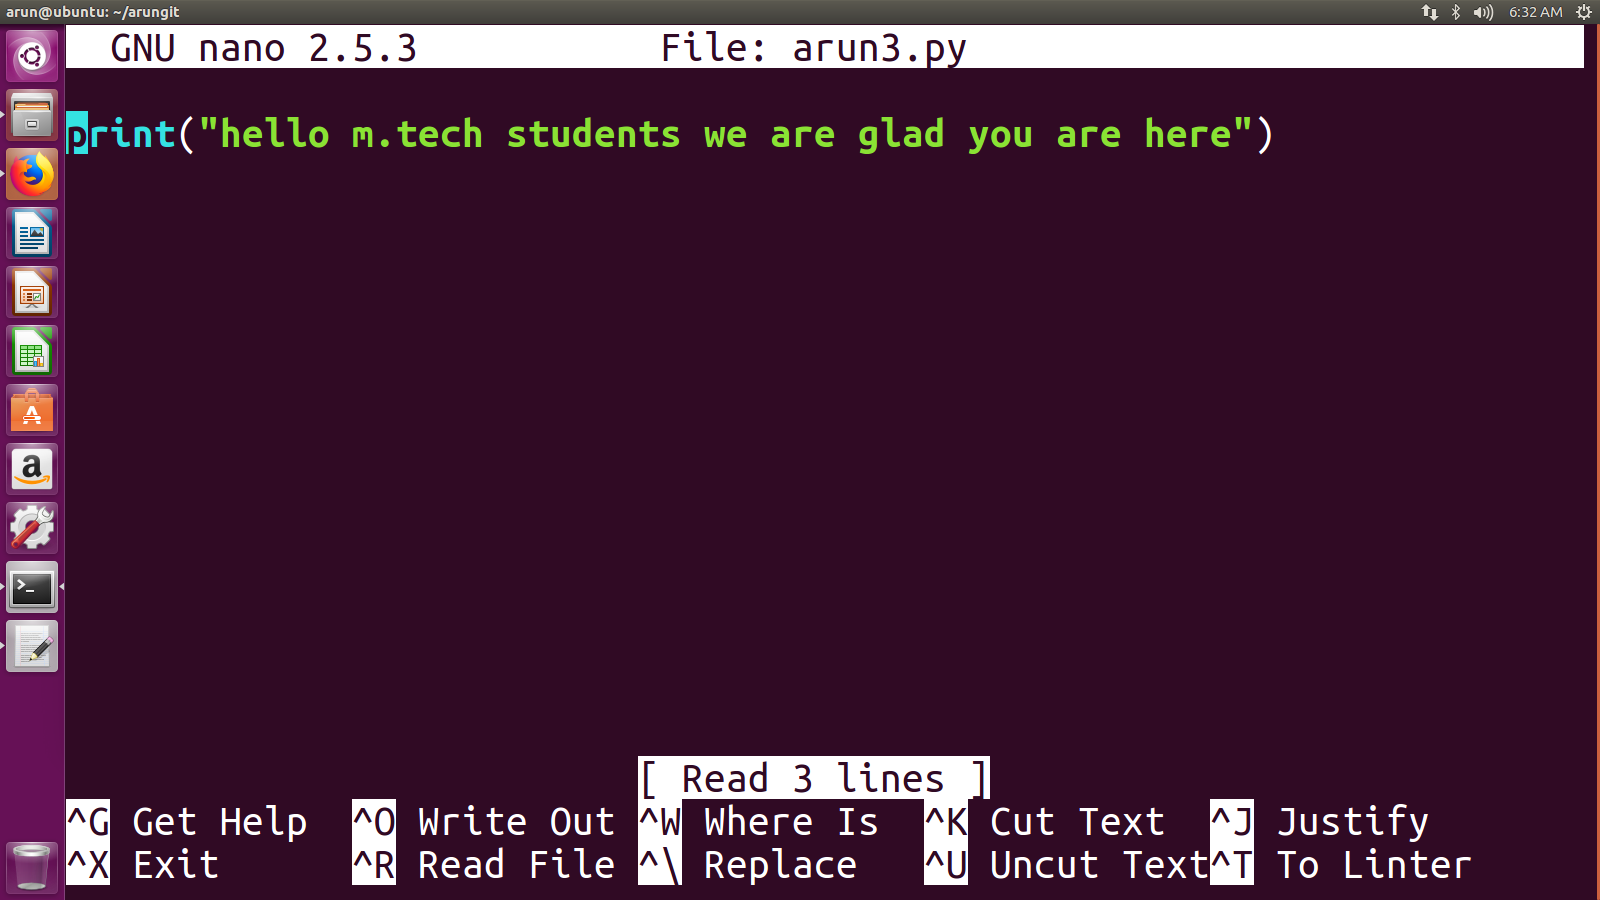 arun@ubuntu: ~/arungit 6:32 AM
GNU nano 2.5.3 File: arun3.py
print("hello m.tech students we are glad you are here")
[ Read 3 lines ]
^G Get Help ^O Write Out ^W Where Is ^K Cut Text ^J Justify
^X Exit ^R Read File ^\ Replace ^U Uncut Text ^T To Linter